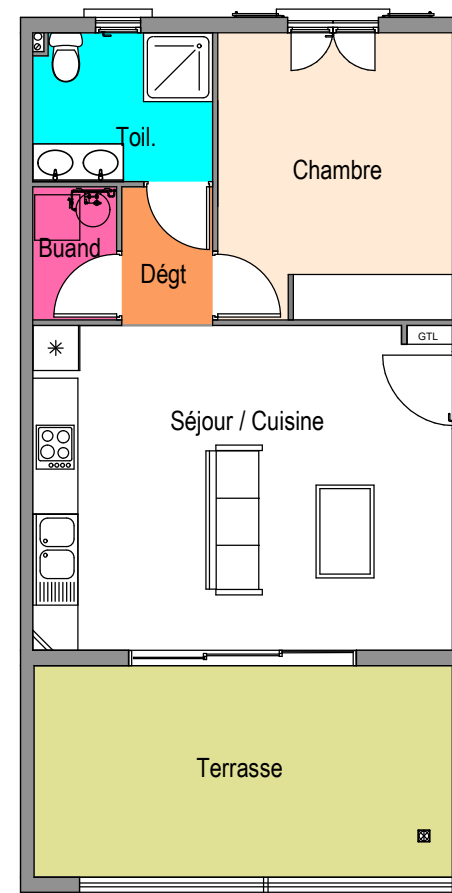 Toil.
Chambre
Buand
Dégt
GTL
Séjour / Cuisine
Terrasse